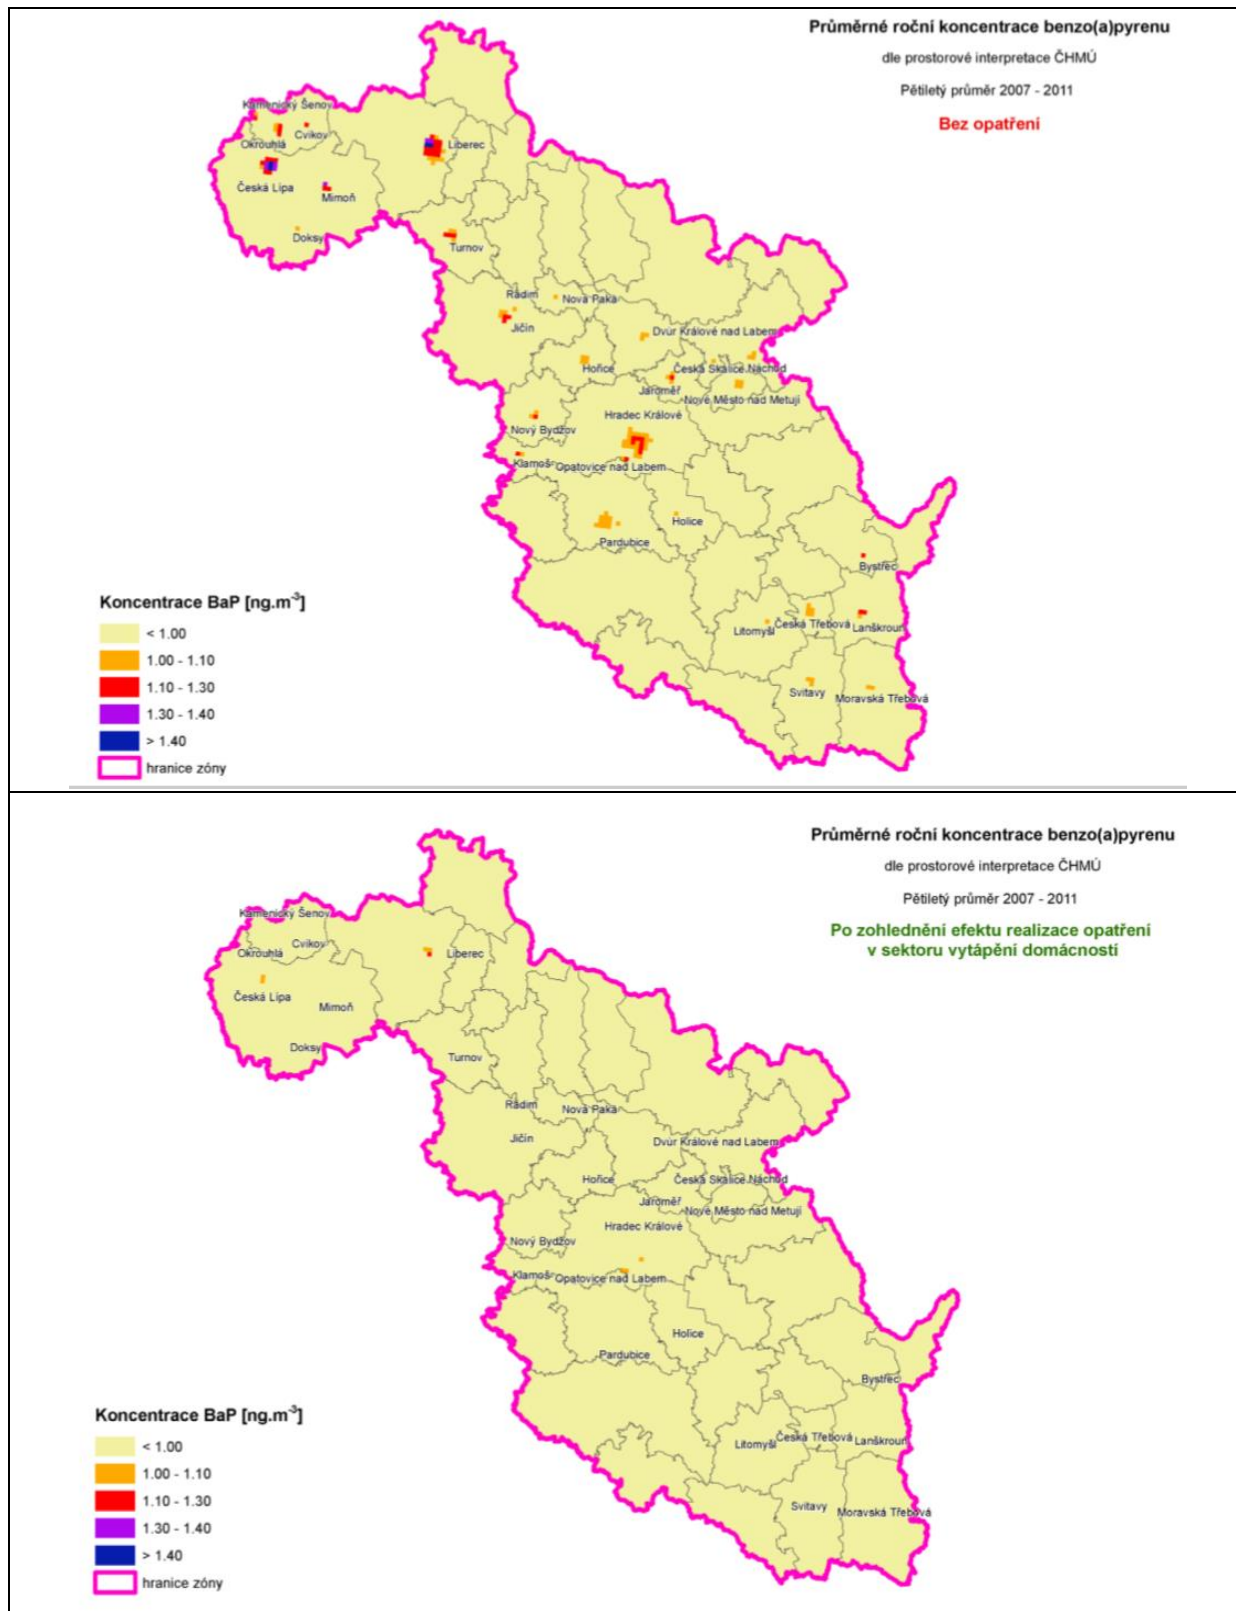 Průměrné roční koncentrace benzo(a)pyrenu
dle prostorové interpretace ČHMÚ
Pětiletý průměr 2007 - 2011
Bez opatření
Kamenický Šenov
Cvikov
Okrouhlá
Liberec
Česká Lípa
Mimoň
Doksy
Turnov
Radim
Nová Paka
Jičín
Dvůr Králové nad Labem
Hořice
Česká Skalice
Náchod
Jaroměř
Nové Město nad Metují
Hradec Králové
Nový Bydžov
Klamoš
Opatovice nad Labem
Holice
Pardubice
Bystřec
Litomyšl
Česká Třebová
Lanškroun
Svitavy
Moravská Třebová
Koncentrace BaP [ng.m-3]
< 1.00
1.00 - 1.10
1.10 - 1.30
1.30 - 1.40
> 1.40
hranice zóny
Průměrné roční koncentrace benzo(a)pyrenu
dle prostorové interpretace ČHMÚ
Pětiletý průměr 2007 - 2011
Po zohlednění efektu realizace opatření
v sektoru vytápění domácností
Kamenický Šenov
Cvikov
Okrouhlá
Liberec
Česká Lípa
Mimoň
Doksy
Turnov
Radim
Nová Paka
Jičín
Dvůr Králové nad Labem
Hořice
Česká Skalice
Náchod
Jaroměř
Nové Město nad Metují
Hradec Králové
Nový Bydžov
Klamoš
Opatovice nad Labem
Holice
Pardubice
Bystřec
Litomyšl
Česká Třebová
Lanškroun
Svitavy
Moravská Třebová
Koncentrace BaP [ng.m-3]
< 1.00
1.00 - 1.10
1.10 - 1.30
1.30 - 1.40
> 1.40
hranice zóny